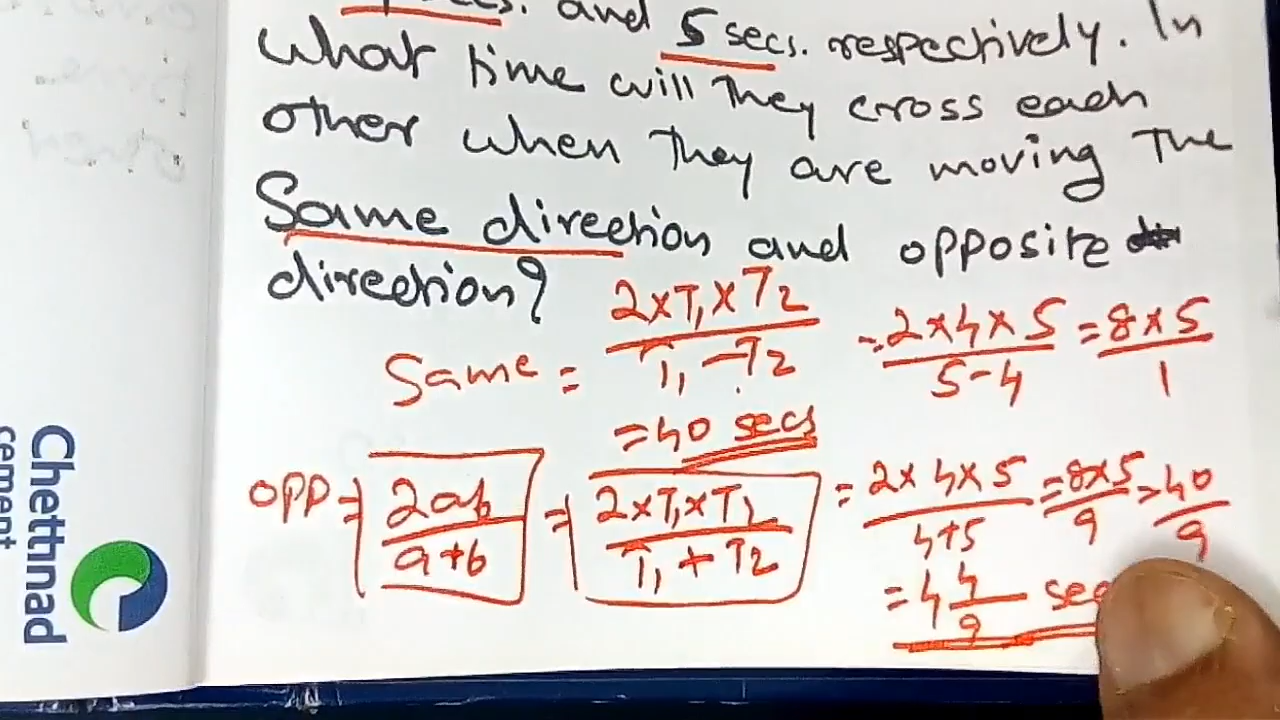 and 5 secs. respectively. In
What time will they cross each
other when they are moving the
Same direction and opposite
direction?
Same = 2×T₁×T₂ / T₁-T₂ = 2×4×5 / 5-4 = 8×5 / 1
= 40 secs
OPP = 2ab / a+b = 2×T₁×T₂ / T₁+T₂ = 2×4×5 / 4+5 = 8×5 / 9 = 40 / 9
= 4 4/9 sec
Chettinad
cement